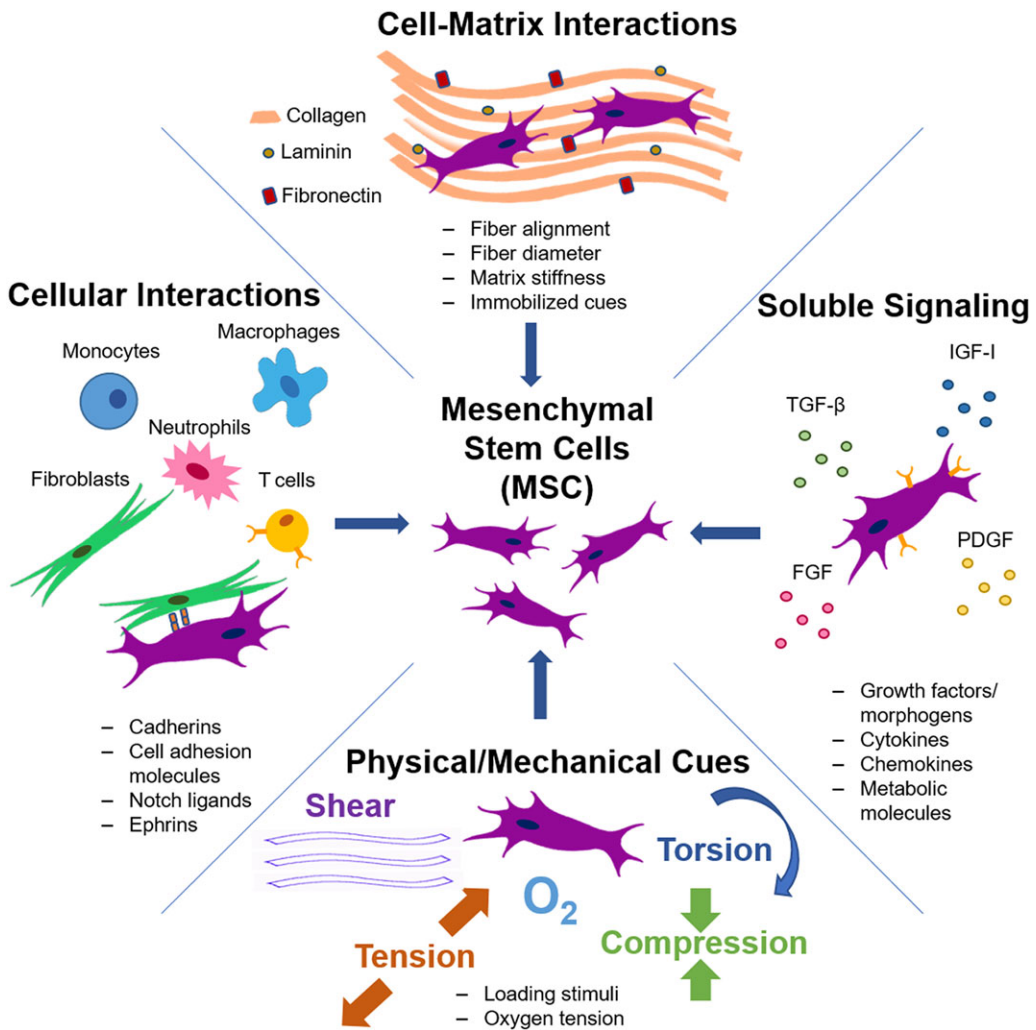 Cell-Matrix Interactions
Collagen
Laminin
Fibronectin
– Fiber alignment
– Fiber diameter
– Matrix stiffness
– Immobilized cues
Cellular Interactions
Monocytes
Macrophages
Neutrophils
Fibroblasts
T cells
– Cadherins
– Cell adhesion
molecules
– Notch ligands
– Ephrins
Mesenchymal
Stem Cells
(MSC)
Soluble Signaling
IGF-I
TGF-β
PDGF
FGF
– Growth factors/
morphogens
– Cytokines
– Chemokines
– Metabolic
molecules
Physical/Mechanical Cues
Shear
Torsion
O₂
Tension
Compression
– Loading stimuli
– Oxygen tension